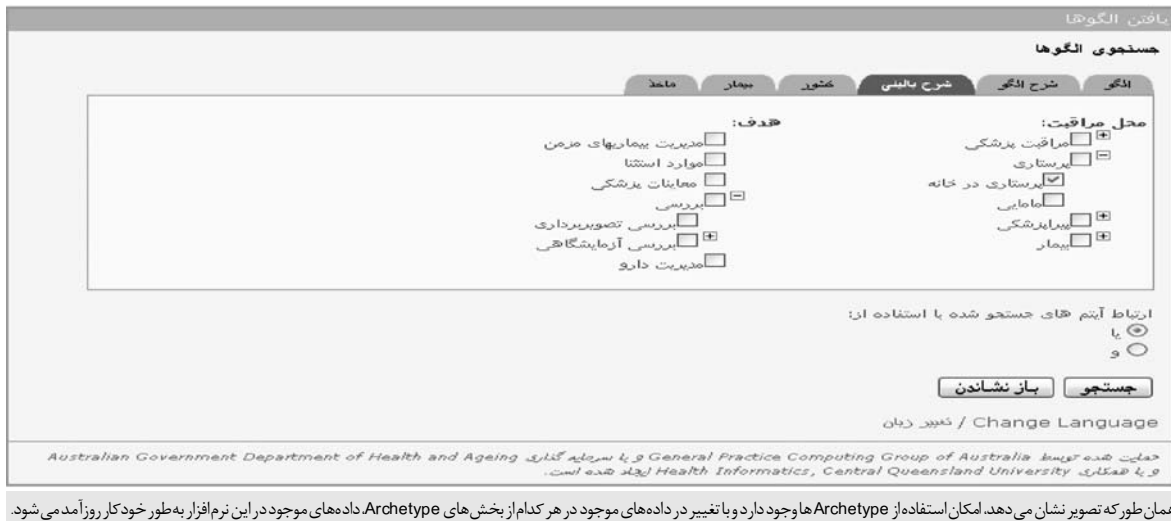 یافتن الگوها
جستجوی الگوها
الگو شرح الگو شرح بالینی کشور بیمار ماخذ
محل مراقبت:
مراقبت پزشکی
پرستاری
پرستاری در خانه
مامایی
پیراپزشکی
بیمار
هدف:
مدیریت بیماریهای مزمن
موارد استثنا
معاینات پزشکی
بررسی
بررسی تصویربرداری
بررسی آزمایشگاهی
مدیریت دارو
ارتباط آیتم های جستجو شده با استفاده از:
یا
و
جستجو باز نشاندن
Change Language / تغییر زبان
حمایت شده توسط General Practice Computing Group of Australia و با سرمایه گذاری Australian Government Department of Health and Ageing
و با همکاری Health Informatics, Central Queensland University ایجاد شده است.
مان طور که تصویر نشان می دهد، امکان استفاده از Archetype ها وجود دارد و با تغییر در داده‌های موجود در هر کدام از بخش های Archetype، داده‌های موجود در این نرم افزار به طور خودکار روزآمد می شود.